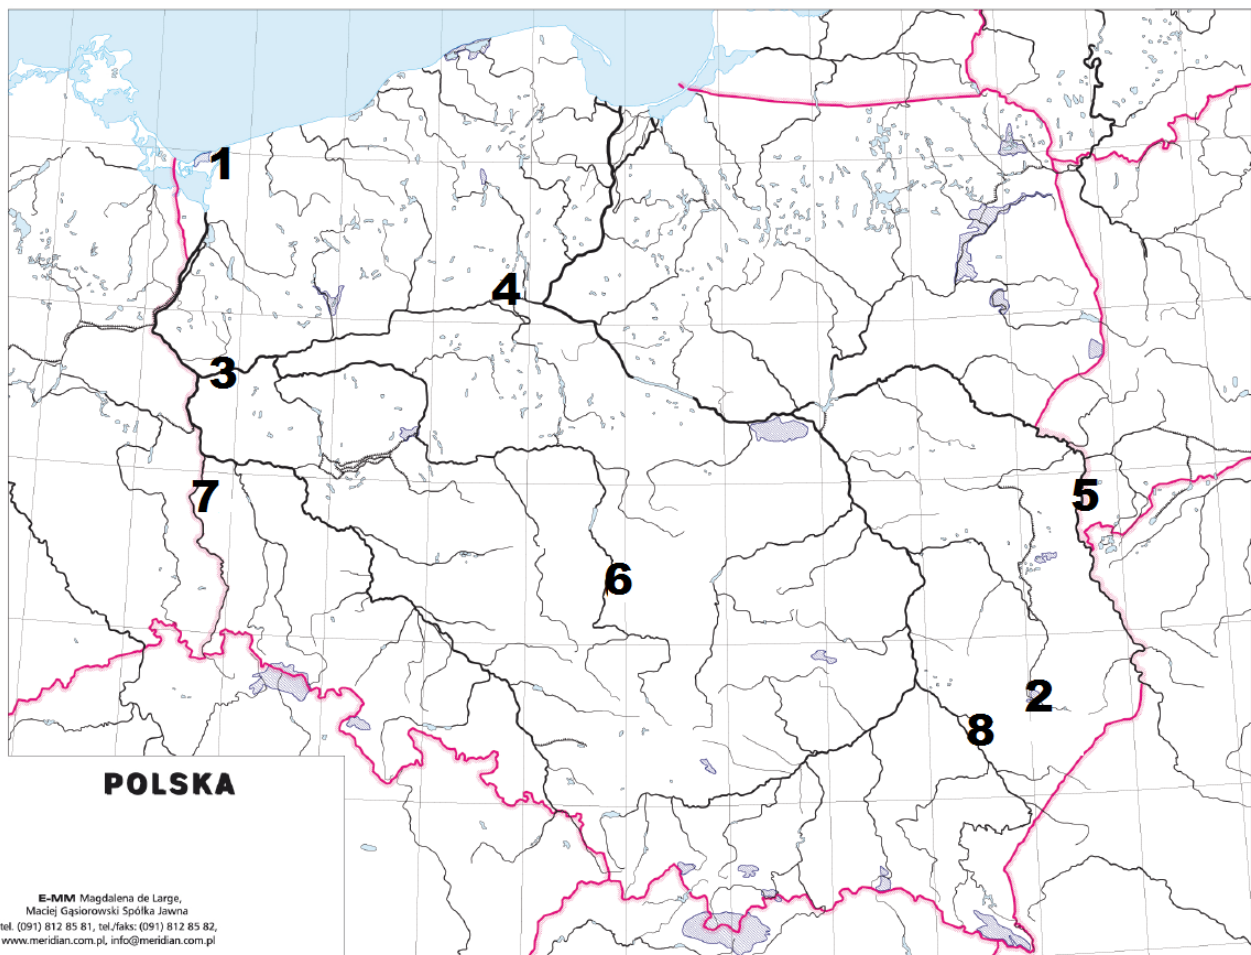 1
4
3
7
5
6
2
8
POLSKA
E-MM Magdalena de Large,
Maciej Gąsiorowski Spółka Jawna
tel. (091) 812 85 81, tel./faks: (091) 812 85 82,
www.meridian.com.pl, info@meridian.com.pl